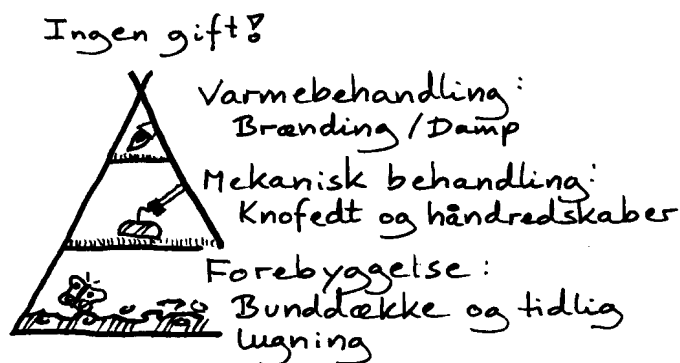 Ingen gift!
Varmebehandling:
Brænding / Damp
Mekanisk behandling:
Knofedt og håndredskaber
Forebyggelse:
Bunddække og tidlig
lugning